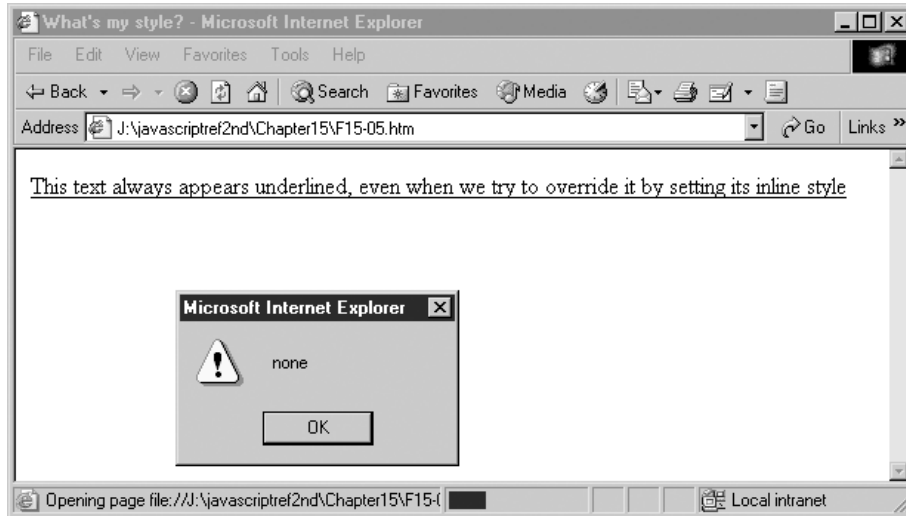 What's my style? - Microsoft Internet Explorer
File Edit View Favorites Tools Help
Back Search Favorites Media
Address J:\javascriptref2nd\Chapter15\F15-05.htm Go Links »
This text always appears underlined, even when we try to override it by setting its inline style
Microsoft Internet Explorer
none
OK
Opening page file://J:\javascriptref2nd\Chapter15\F15-( Local intranet